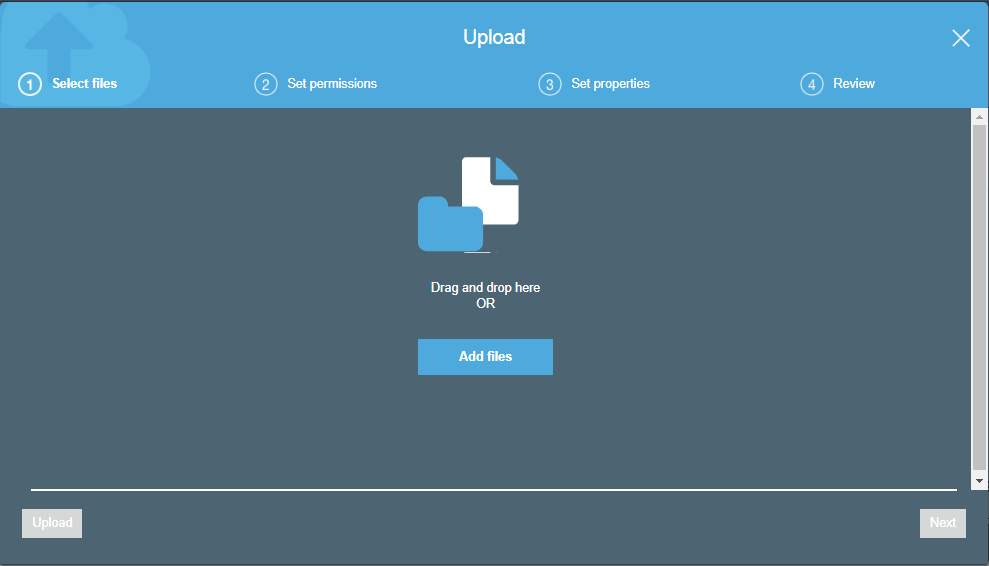 Upload
1 Select files
2 Set permissions
3 Set properties
4 Review
Drag and drop here
OR
Add files
Upload
Next